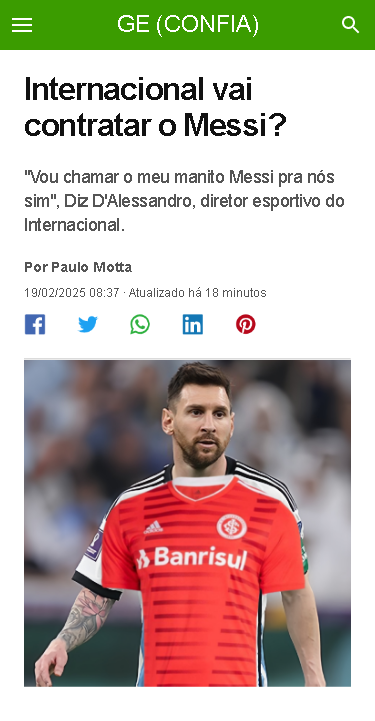 GE (CONFIA)
Internacional vai
contratar o Messi?
"Vou chamar o meu manito Messi pra nós
sim", Diz D'Alessandro, diretor esportivo do
Internacional.
Por Paulo Motta
19/02/2025 08:37 · Atualizado há 18 minutos
Banrisul